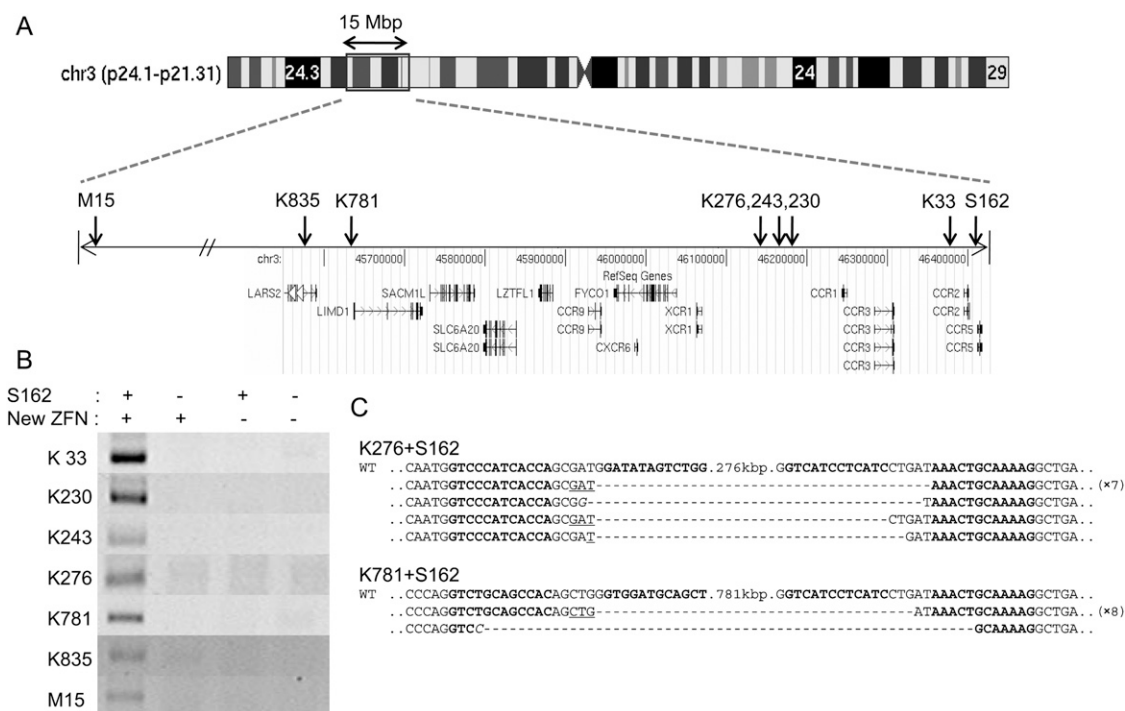 A
15 Mbp
chr3 (p24.1-p21.31)
24.3
24
29
M15
K835
K781
K276,243,230
K33
S162
//
chr3:
45700000
45800000
45900000
46000000
46100000
46200000
46300000
46400000
RefSeq Genes
LARS2
SACM1L
LZTFL1
FYCO1
CCR1
CCR2
LIMD1
CCR9
XCR1
CCR3
CCR2
SLC6A20
CCR9
XCR1
CCR3
CCR5
SLC6A20
CXCR6
CCR3
CCR5
CCR3
B
S162 : + - + -
New ZFN : + + - -
K 33
K230
K243
K276
K781
K835
M15
C
K276+S162
WT ..CAATGGTCCCATCACCAGCGATGGATATAGTCTGG.276kbp.GGTCATCCTCATCCTGATAAACTGCAAAAGGCTGA..
..CAATGGTCCCATCACCAGCGAT---------------------------------------AAACTGCAAAAGGCTGA..(×7)
..CAATGGTCCCATCACCAGCGG---------------------------------------TAAACTGCAAAAGGCTGA..
..CAATGGTCCCATCACCAGCGAT----------------------------------CTGATAAACTGCAAAAGGCTGA..
..CAATGGTCCCATCACCAGCGAT------------------------------------GATAAACTGCAAAAGGCTGA..
K781+S162
WT ..CCCAGGTCTGCAGCCACAGCTGGGTGGATGCAGCT.781kbp.GGTCATCCTCATCCTGATAAACTGCAAAAGGCTGA..
..CCCAGGTCTGCAGCCACAGCTG-------------------------------------ATAAACTGCAAAAGGCTGA..(×8)
..CCCAGGTCC--------------------------------------------------------GCAAAAGGCTGA..